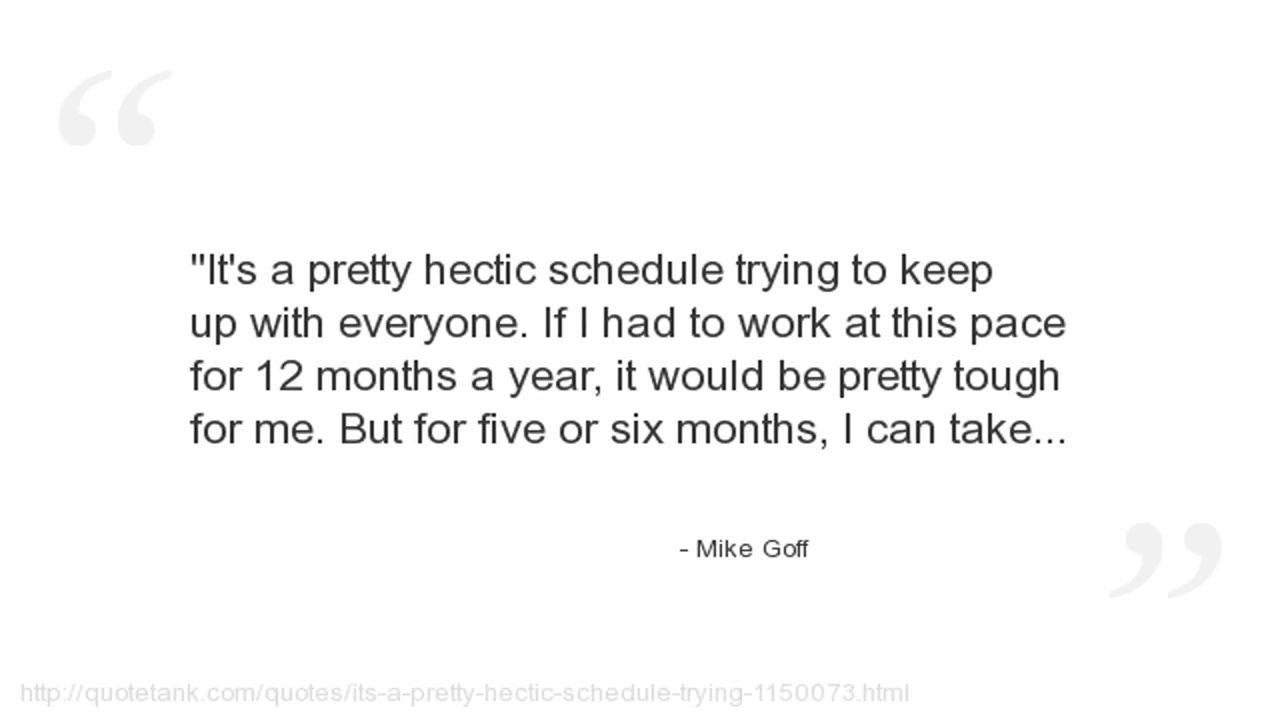 "It's a pretty hectic schedule trying to keep
up with everyone. If I had to work at this pace
for 12 months a year, it would be pretty tough
for me. But for five or six months, I can take...
- Mike Goff
http://quotetank.com/quotes/its-a-pretty-hectic-schedule-trying-1150073.html